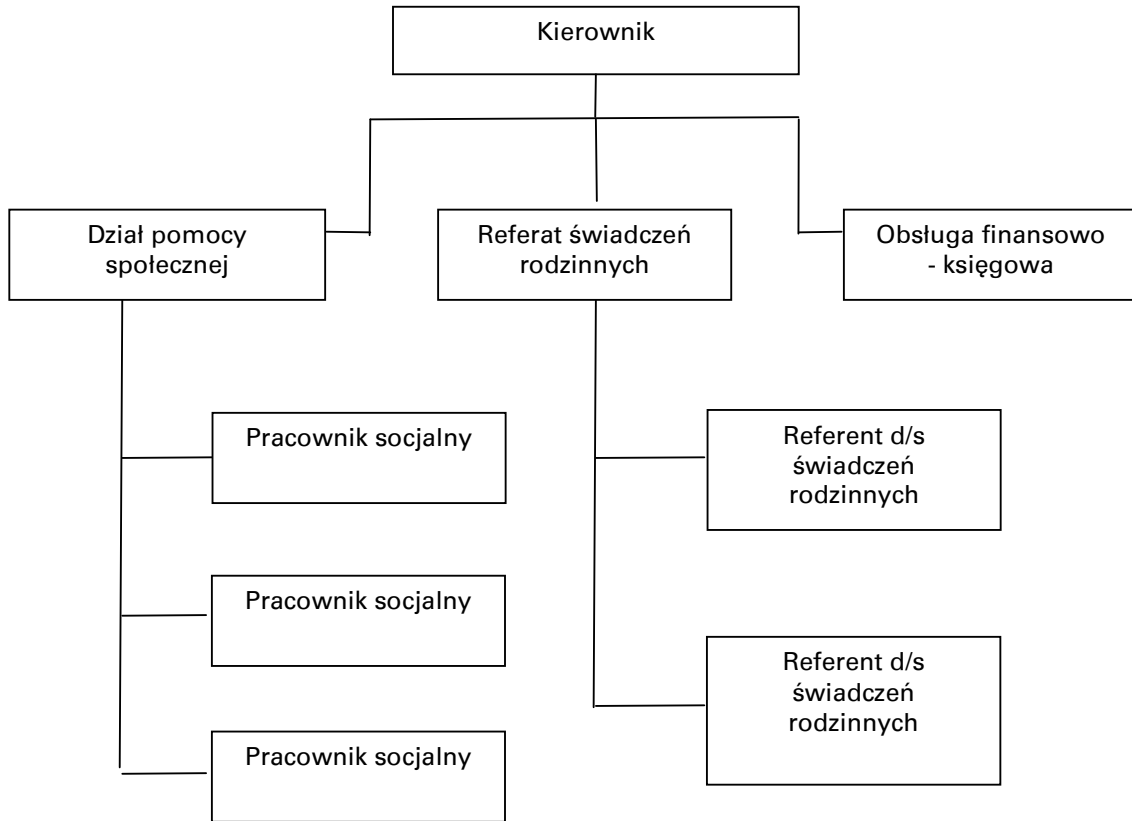 Kierownik
Dział pomocy
społecznej
Referat świadczeń
rodzinnych
Obsługa finansowo
- księgowa
Pracownik socjalny
Referent d/s
świadczeń
rodzinnych
Pracownik socjalny
Referent d/s
świadczeń
rodzinnych
Pracownik socjalny